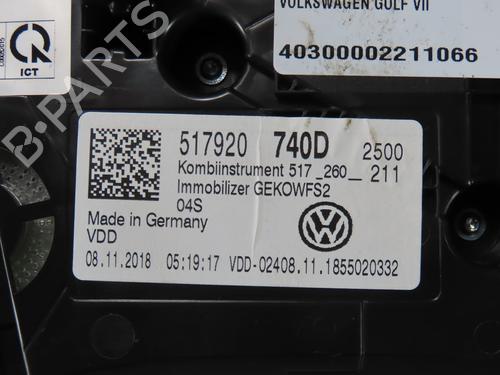 VOLKSWAGEN GOLF VII
40300002211066
ICT
517920 740D 2500
Kombiinstrument 517 _260__ 211
Immobilizer GEKOWFS2
04S
Made in Germany
VDD
08.11.2018 05:19:17 VDD-02408.11.1855020332
B-PARTS